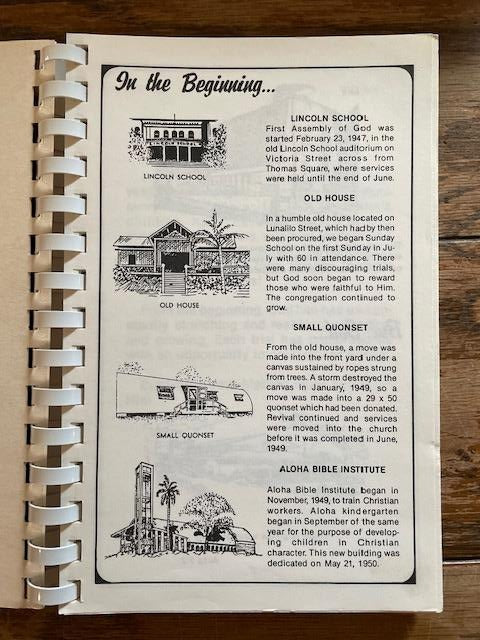 In the Beginning...
LINCOLN SCHOOL
LINCOLN SCHOOL
LINCOLN SCHOOL
First Assembly of God was
started February 23, 1947, in the
old Lincoln School auditorium on
Victoria Street across from
Thomas Square, where services
were held until the end of June.
OLD HOUSE
OLD HOUSE
In a humble old house located on
Lunalilo Street, which had by then
been procured, we began Sunday
School on the first Sunday in Ju-
ly with 60 in attendance. There
were many discouraging trials,
but God soon began to reward
those who were faithful to Him.
The congregation continued to
grow.
SMALL QUONSET
SMALL QUONSET
From the old house, a move was
made into the front yard under a
canvas sustained by ropes strung
from trees. A storm destroyed the
canvas in January, 1949, so a
move was made into a 29 x 50
quonset which had been donated.
Revival continued and services
were moved into the church
before it was completed in June,
1949.
ALOHA BIBLE INSTITUTE
Aloha Bible Institute began in
November, 1949, to train Christian
workers. Aloha kindergarten
began in September of the same
year for the purpose of develop-
ing children in Christian
character. This new building was
dedicated on May 21, 1950.